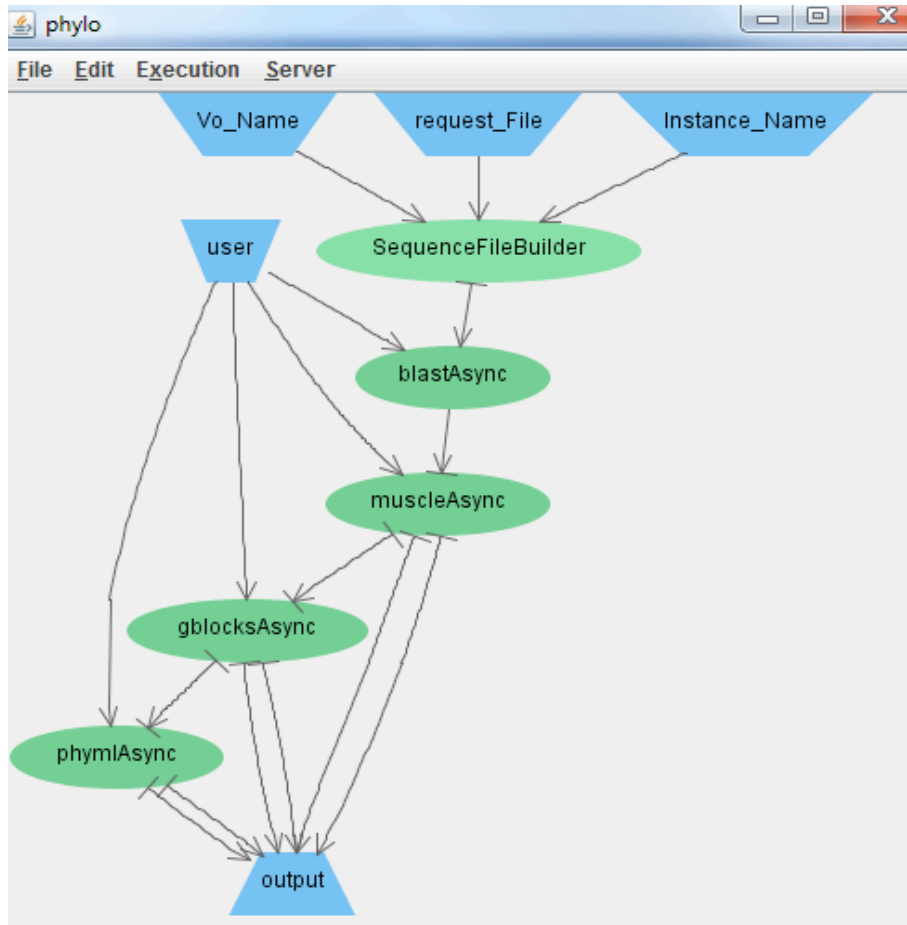 phylo
File Edit Execution Server
Vo_Name request_File Instance_Name
user SequenceFileBuilder
blastAsync
muscleAsync
gblocksAsync
phymlAsync
output